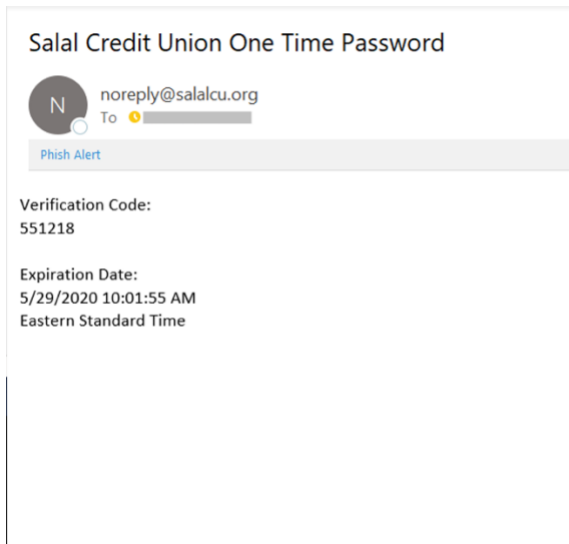 Salal Credit Union One Time Password
N
noreply@salalcu.org
To
Phish Alert
Verification Code:
551218
Expiration Date:
5/29/2020 10:01:55 AM
Eastern Standard Time